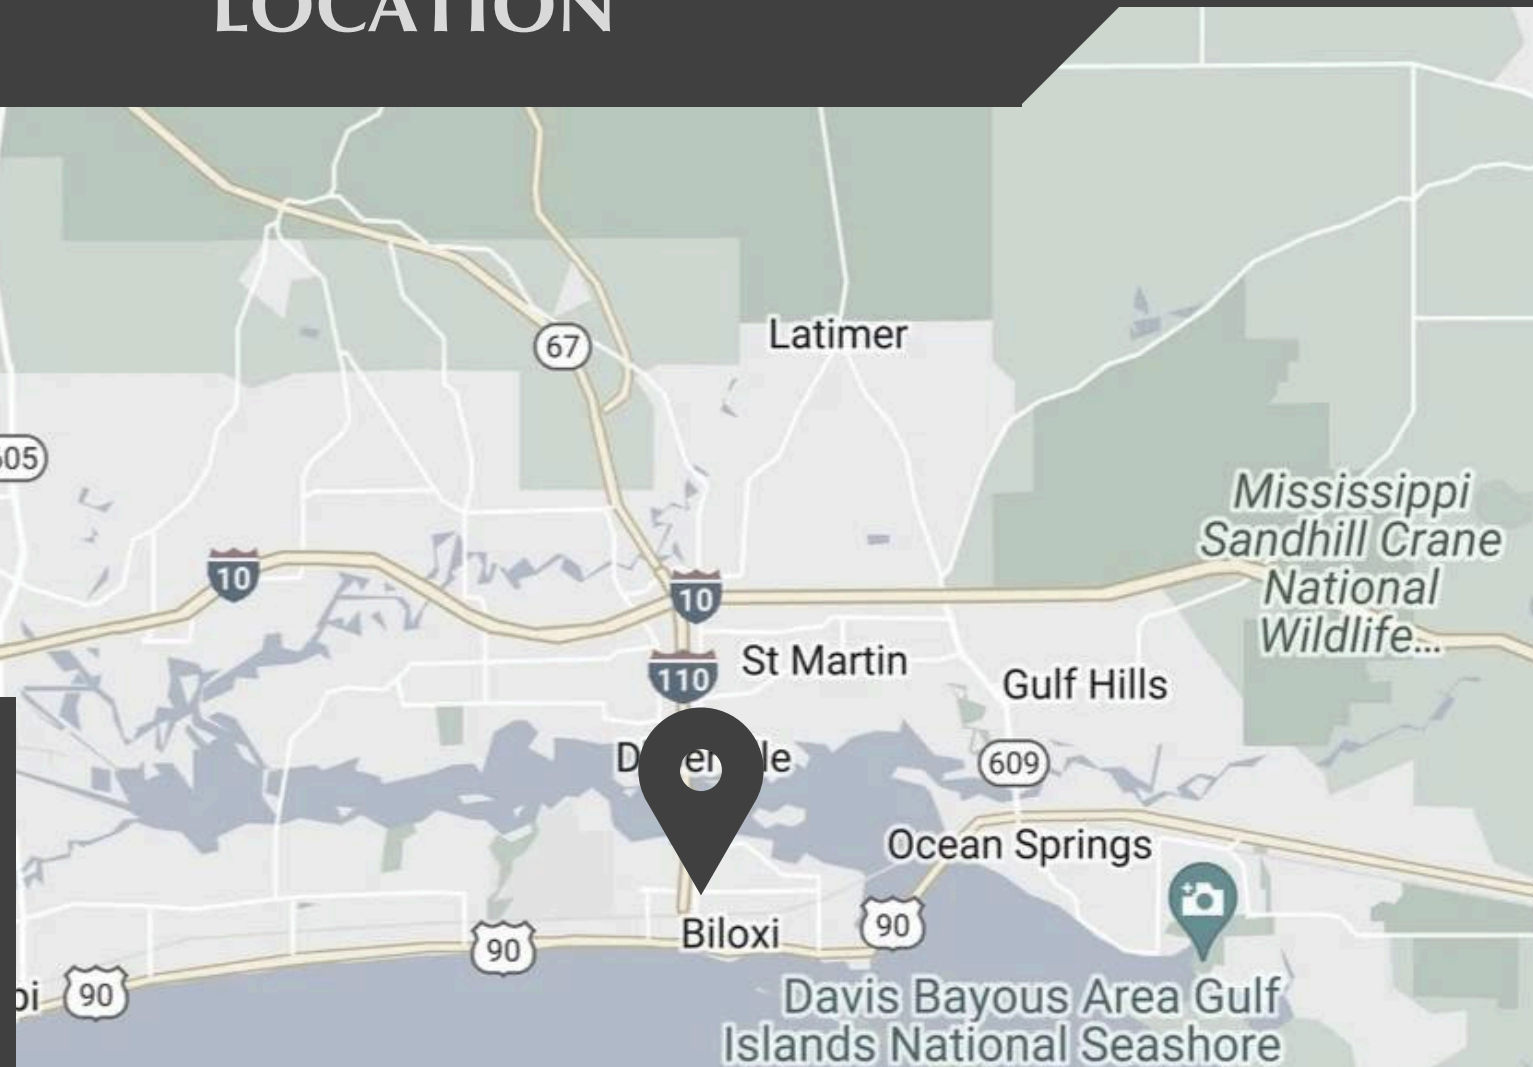 LOCATION
67
Latimer
605
Mississippi
Sandhill Crane
National
Wildlife...
10
10
110
St Martin
Gulf Hills
609
Ocean Springs
90
90
Biloxi
90
Davis Bayous Area Gulf
Islands National Seashore